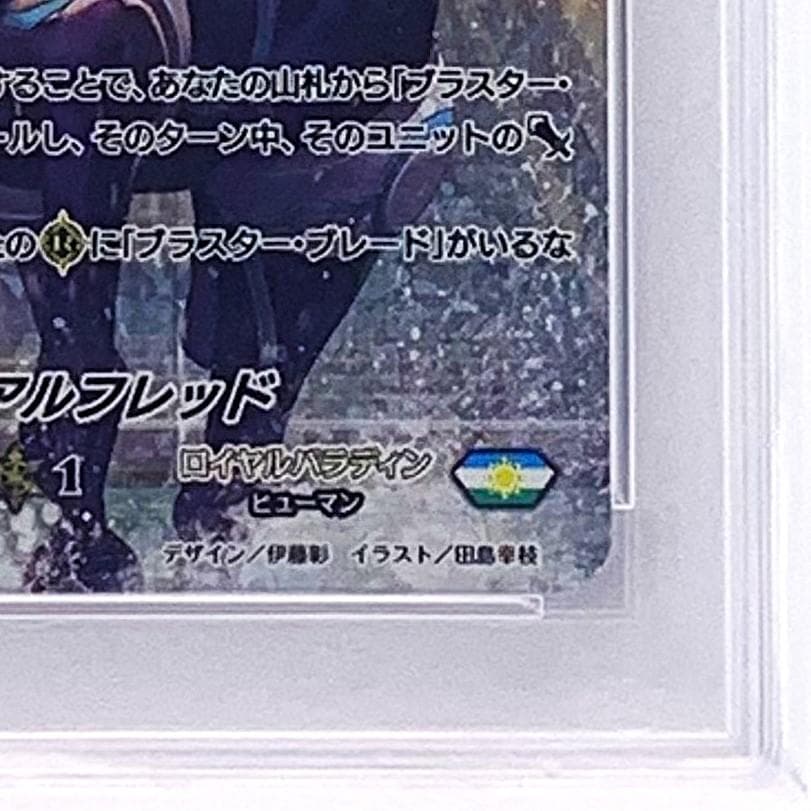 することで、あなたの山札から「ブラスター・
ールし、そのターン中、そのユニットの
の Ⓡ に「ブラスター・ブレード」がいるな
アルフレッド
1 ロイヤルパラディン
ヒューマン
デザイン/伊藤彰 イラスト/田島幸枝